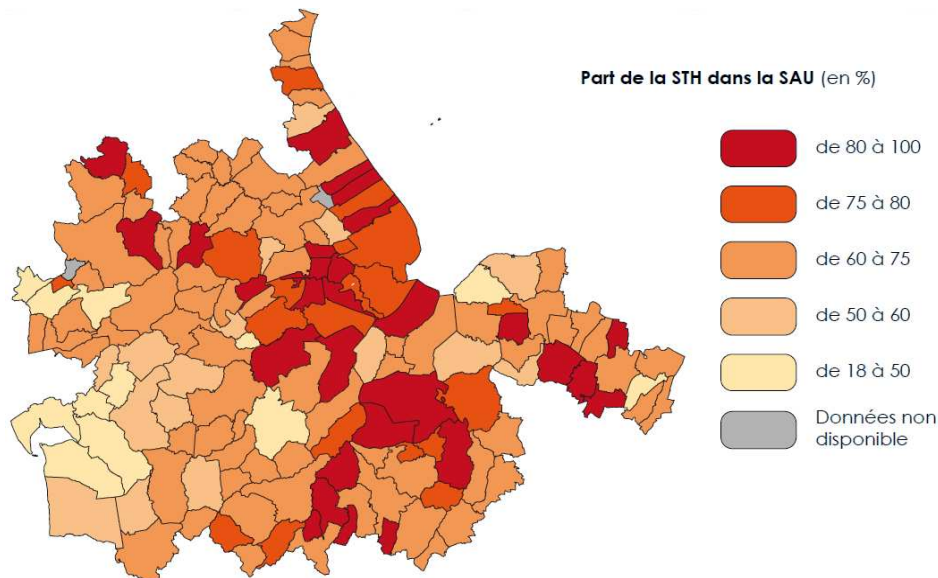 Part de la STH dans la SAU (en %)
de 80 à 100
de 75 à 80
de 60 à 75
de 50 à 60
de 18 à 50
Données non
disponible